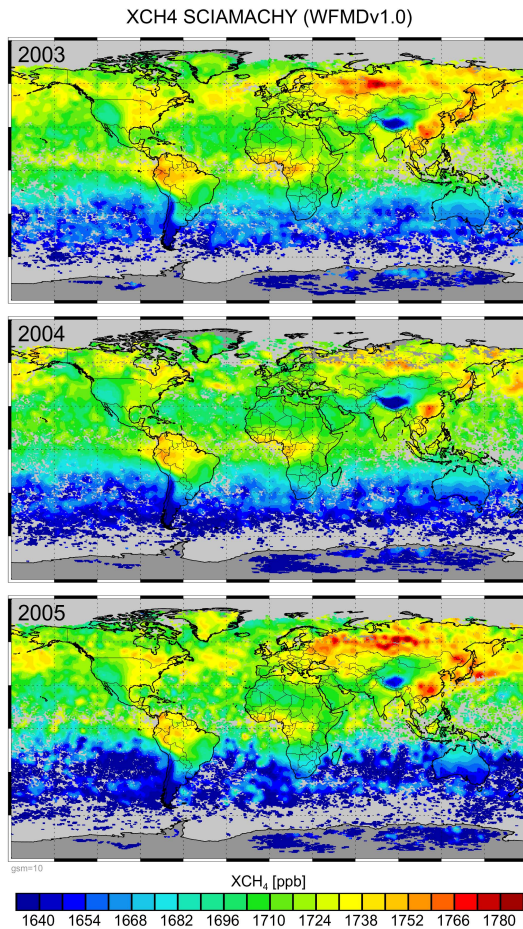 XCH4 SCIAMACHY (WFMDv1.0)
2003
2004
2005
gsm=10
XCH₄ [ppb]
1640 1654 1668 1682 1696 1710 1724 1738 1752 1766 1780